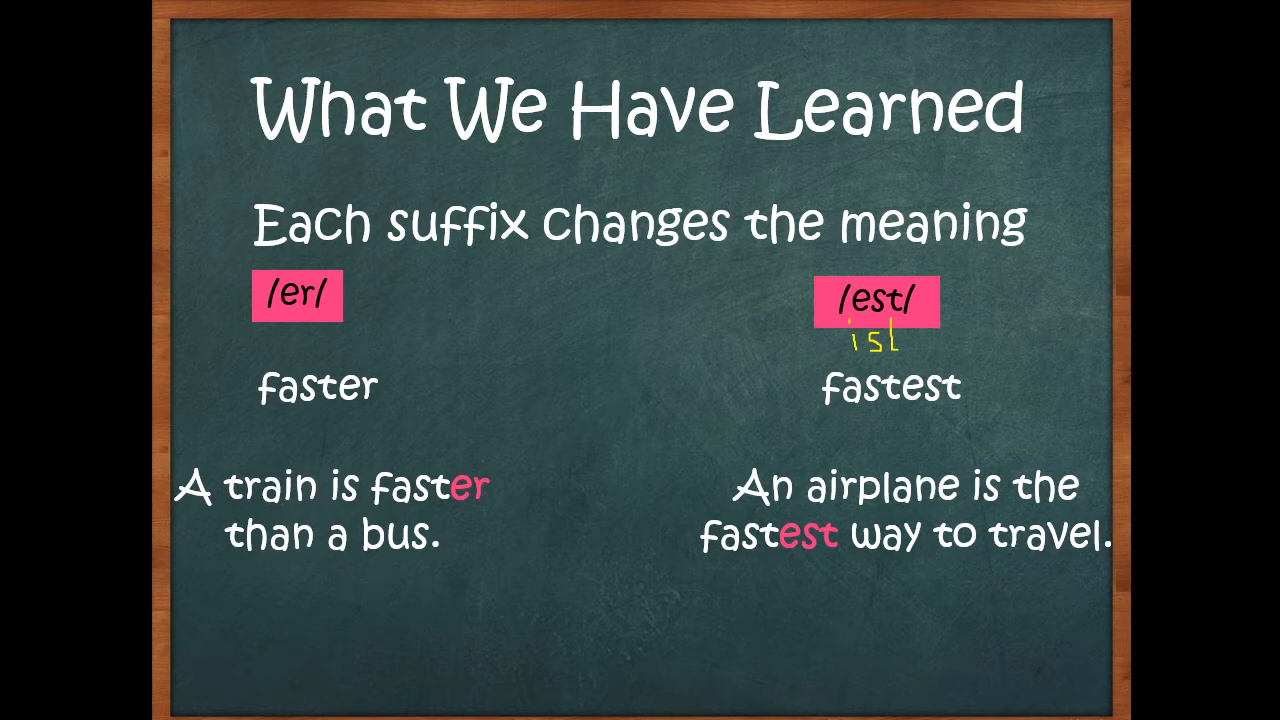 What We Have Learned
Each suffix changes the meaning
/er/
/est/
ist
faster
fastest
A train is faster
than a bus.
An airplane is the
fastest way to travel.